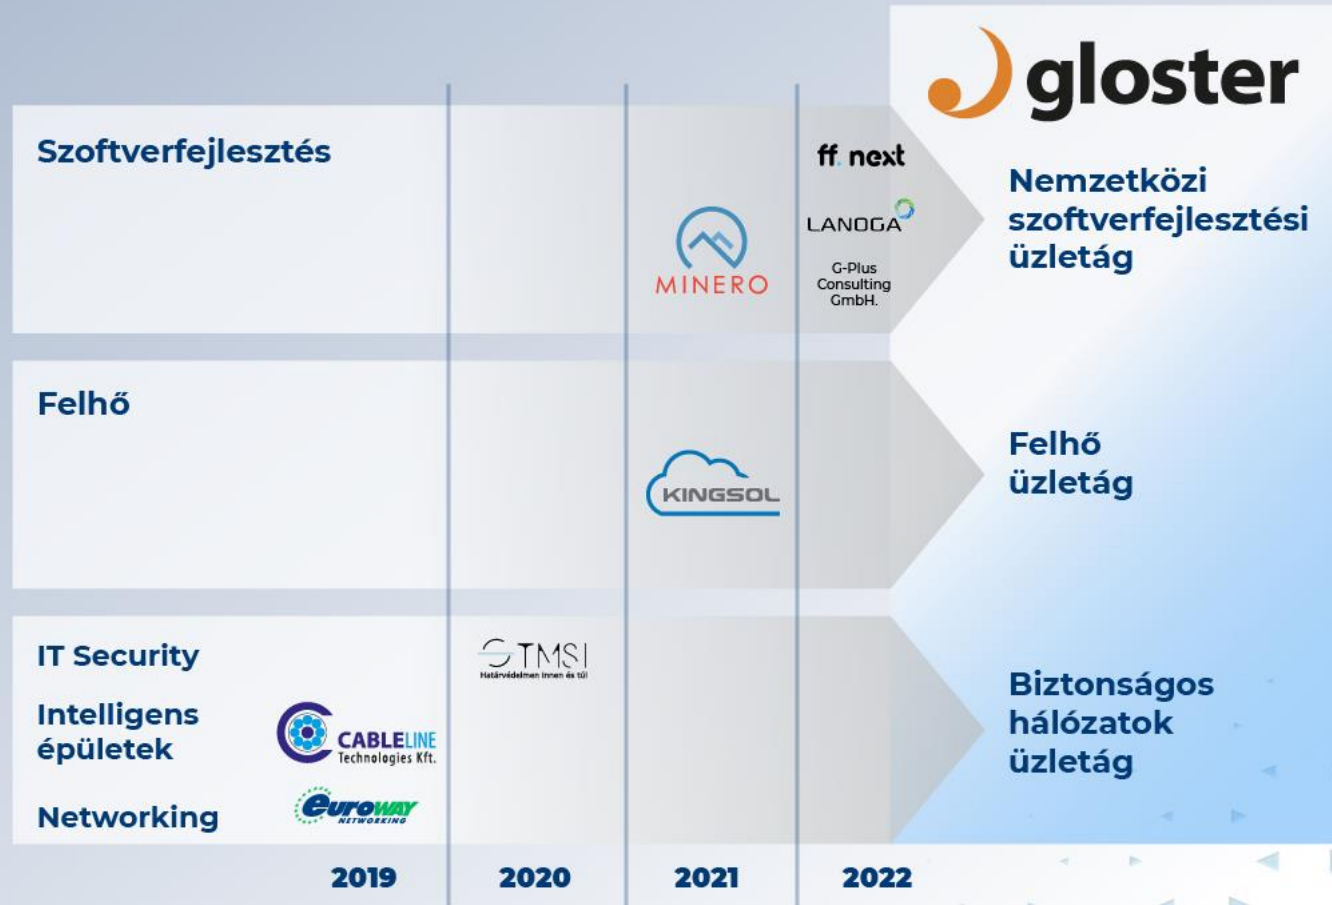 gloster
Szoftverfejlesztés
ff. next
LANOGA
MINERO
G-Plus
Consulting
GmbH.
Nemzetközi
szoftverfejlesztési
üzletág
Felhő
KINGSOL
Felhő
üzletág
IT Security
TMSI
Határvédelmen innen és túl
Intelligens
épületek
CABLELINE
Technologies Kft.
Networking
euroway
NETWORKING
Biztonságos
hálózatok
üzletág
2019
2020
2021
2022